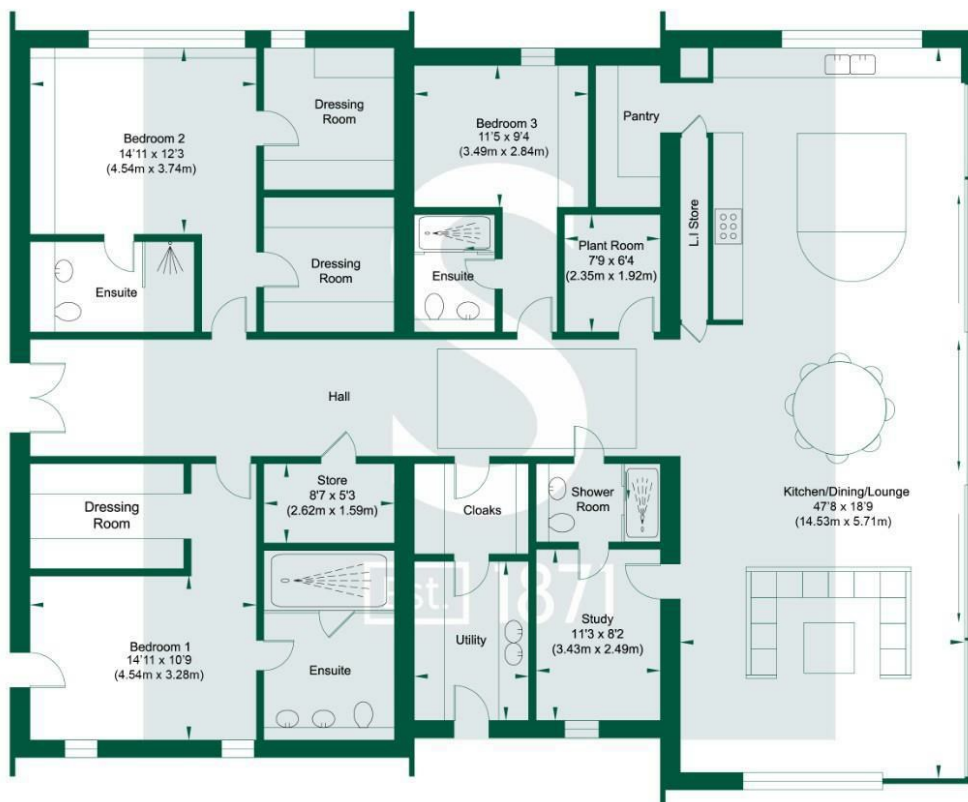 Bedroom 2
14'11 x 12'3
(4.54m x 3.74m)
Dressing
Room
Bedroom 3
11'5 x 9'4
(3.49m x 2.84m)
Pantry
L.I Store
Ensuite
Dressing
Room
Ensuite
Plant Room
7'9 x 6'4
(2.35m x 1.92m)
Hall
S
Dressing
Room
Store
8'7 x 5'3
(2.62m x 1.59m)
Cloaks
Shower
Room
Kitchen/Dining/Lounge
47'8 x 18'9
(14.53m x 5.71m)
Est. 1871
Bedroom 1
14'11 x 10'9
(4.54m x 3.28m)
Ensuite
Utility
Study
11'3 x 8'2
(3.43m x 2.49m)